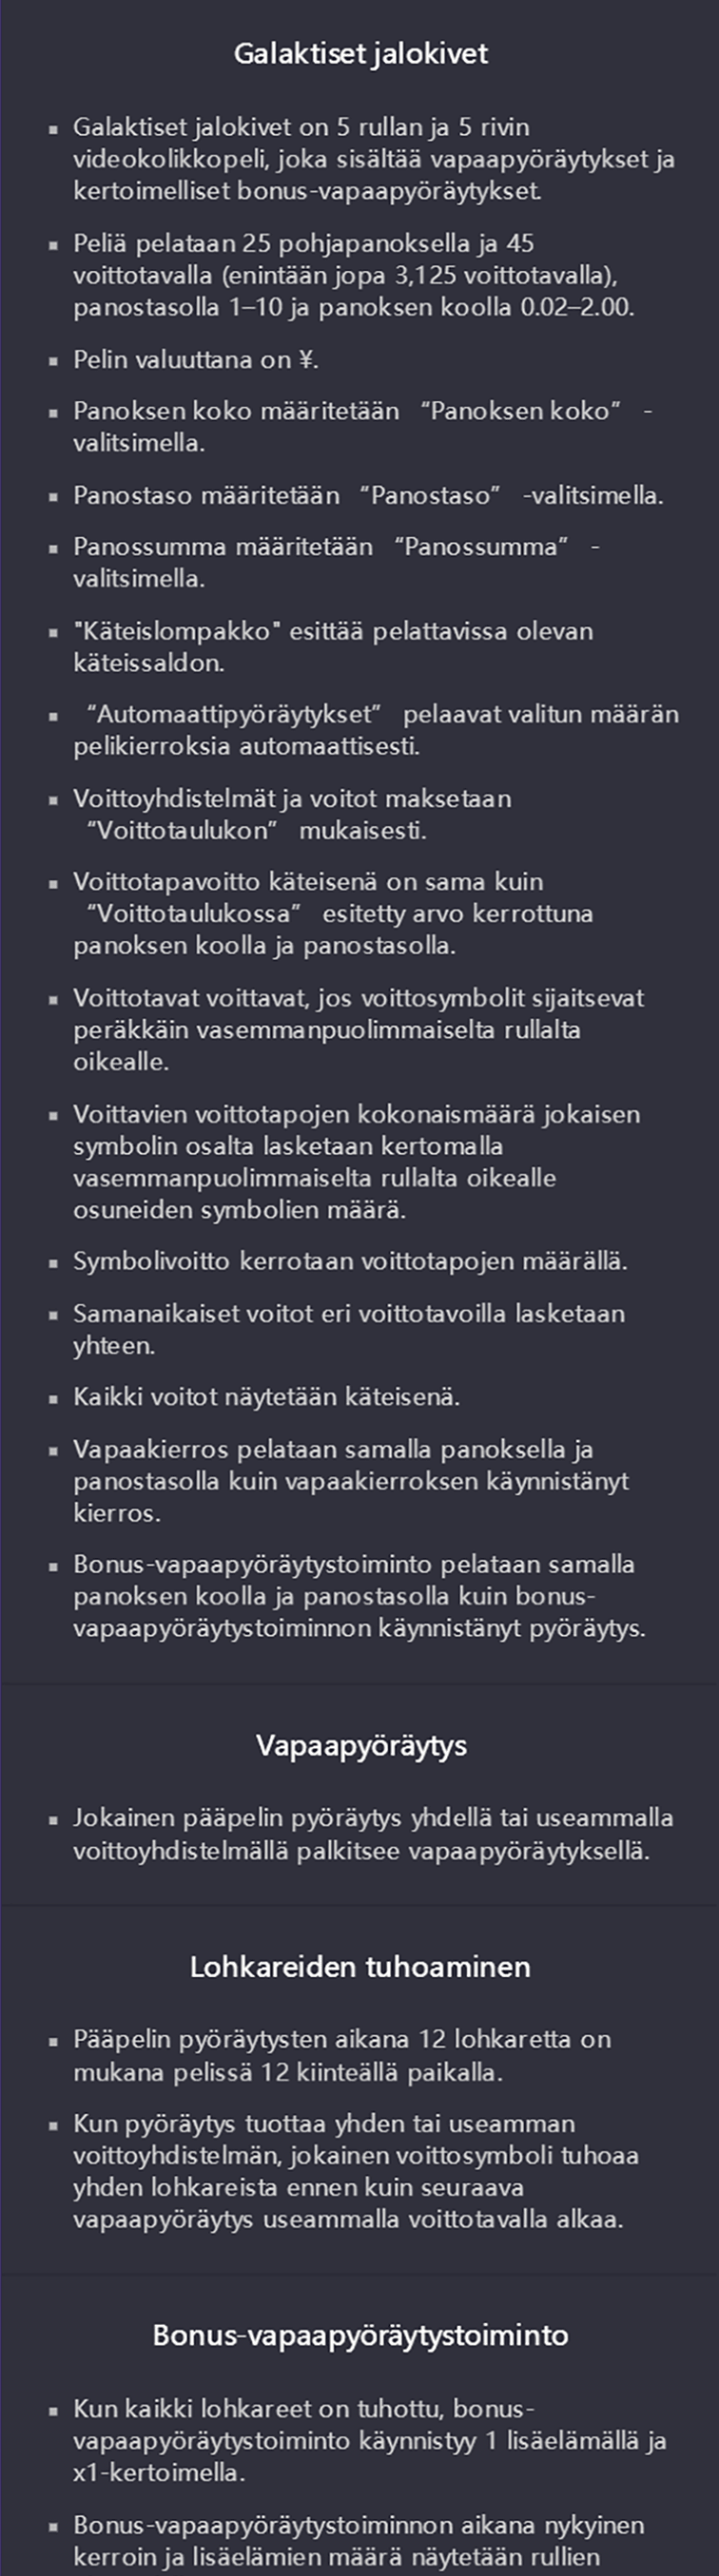 Galaktiset jalokivet
▪ Galaktiset jalokivet on 5 rullan ja 5 rivin
videokolikkopeli, joka sisältää vapaapyöräytykset ja
kertoimelliset bonus-vapaapyöräytykset.
▪ Peliä pelataan 25 pohjapanoksella ja 45
voittotavalla (enintään jopa 3,125 voittotavalla),
panostasolla 1–10 ja panoksen koolla 0.02–2.00.
▪ Pelin valuuttana on ¥.
▪ Panoksen koko määritetään “Panoksen koko” -
valitsimella.
▪ Panostaso määritetään “Panostaso” -valitsimella.
▪ Panossumma määritetään “Panossumma” -
valitsimella.
▪ "Käteislompakko" esittää pelattavissa olevan
käteissaldon.
▪ “Automaattipyöräytykset” pelaavat valitun määrän
pelikierroksia automaattisesti.
▪ Voittoyhdistelmät ja voitot maksetaan
“Voittotaulukon” mukaisesti.
▪ Voittotapavoitto käteisenä on sama kuin
“Voittotaulukossa” esitetty arvo kerrottuna
panoksen koolla ja panostasolla.
▪ Voittotavat voittavat, jos voittosymbolit sijaitsevat
peräkkäin vasemmanpuolimmaiselta rullalta
oikealle.
▪ Voittavien voittotapojen kokonaismäärä jokaisen
symbolin osalta lasketaan kertomalla
vasemmanpuolimmaiselta rullalta oikealle
osuneiden symbolien määrä.
▪ Symbolivoitto kerrotaan voittotapojen määrällä.
▪ Samanaikaiset voitot eri voittotavoilla lasketaan
yhteen.
▪ Kaikki voitot näytetään käteisenä.
▪ Vapaakierros pelataan samalla panoksella ja
panostasolla kuin vapaakierroksen käynnistänyt
kierros.
▪ Bonus-vapaapyöräytystoiminto pelataan samalla
panoksen koolla ja panostasolla kuin bonus-
vapaapyöräytystoiminnon käynnistänyt pyöräytys.
Vapaapyöräytys
▪ Jokainen pääpelin pyöräytys yhdellä tai useammalla
voittoyhdistelmällä palkitsee vapaapyöräytyksellä.
Lohkareiden tuhoaminen
▪ Pääpelin pyöräytysten aikana 12 lohkaretta on
mukana pelissä 12 kiinteällä paikalla.
▪ Kun pyöräytys tuottaa yhden tai useamman
voittoyhdistelmän, jokainen voittosymboli tuhoaa
yhden lohkareista ennen kuin seuraava
vapaapyöräytys useammalla voittotavalla alkaa.
Bonus-vapaapyöräytystoiminto
▪ Kun kaikki lohkareet on tuhottu, bonus-
vapaapyöräytystoiminto käynnistyy 1 lisäelämällä ja
x1-kertoimella.
▪ Bonus-vapaapyöräytystoiminnon aikana nykyinen
kerroin ja lisäelämien määrä näytetään rullien